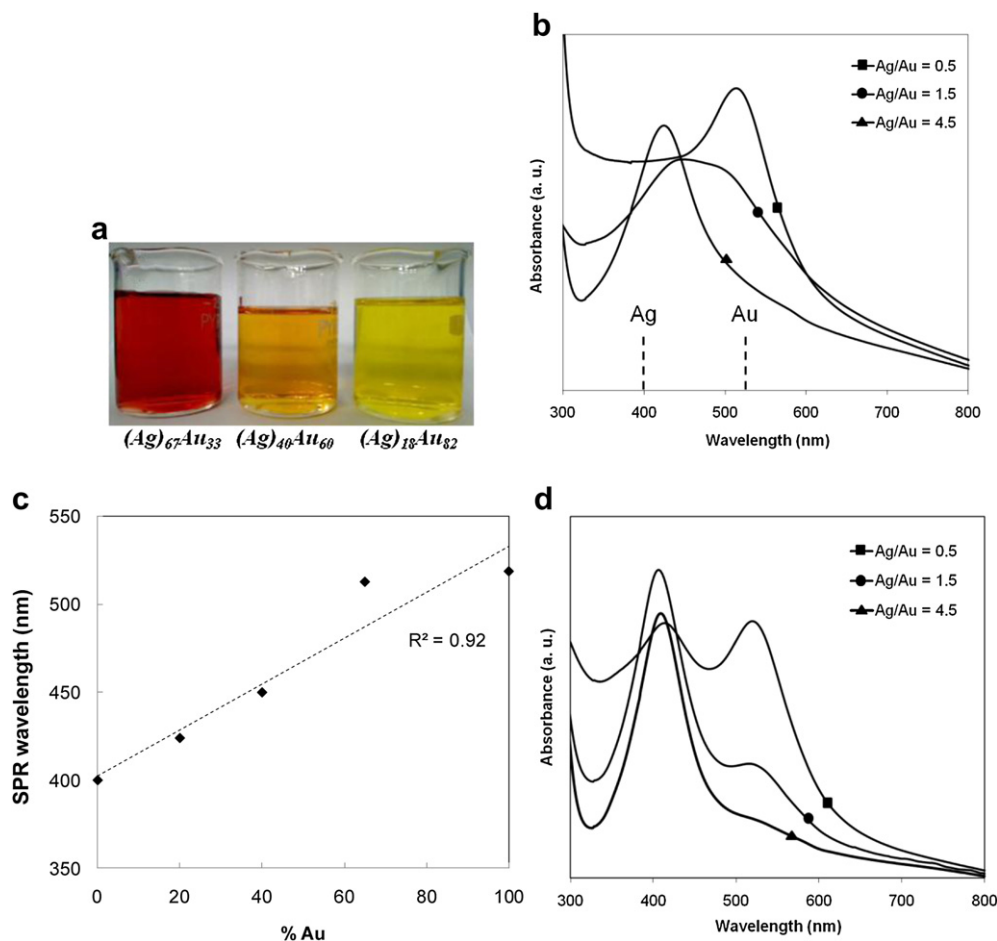 a
(Ag)67Au33 (Ag)40Au60 (Ag)18Au82
b
Absorbance (a. u.)
Ag/Au = 0.5
Ag/Au = 1.5
Ag/Au = 4.5
Ag Au
300 400 500 600 700 800
Wavelength (nm)
c
SPR wavelength (nm)
550
500
450
400
350
R² = 0.92
0 20 40 60 80 100
% Au
d
Absorbance (a. u.)
Ag/Au = 0.5
Ag/Au = 1.5
Ag/Au = 4.5
300 400 500 600 700 800
Wavelength (nm)